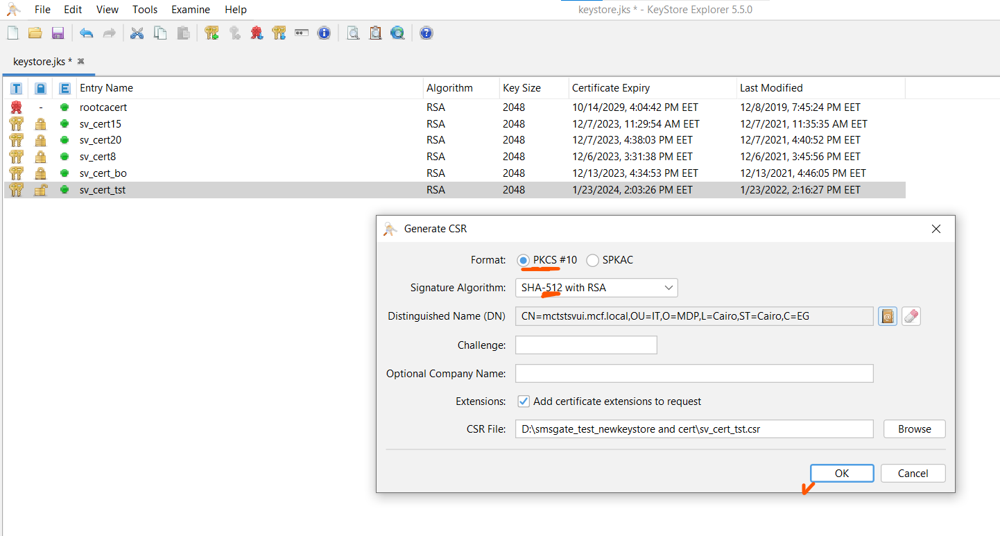 File Edit View Tools Examine Help keystore.jks * - KeyStore Explorer 5.5.0
keystore.jks *
T E Entry Name Algorithm Key Size Certificate Expiry Last Modified
rootcacert RSA 2048 10/14/2029, 4:04:42 PM EET 12/8/2019, 7:45:24 PM EET
sv_cert15 RSA 2048 12/7/2023, 11:29:54 AM EET 12/7/2021, 11:35:35 AM EET
sv_cert20 RSA 2048 12/7/2023, 4:38:03 PM EET 12/7/2021, 4:40:52 PM EET
sv_cert8 RSA 2048 12/6/2023, 3:31:38 PM EET 12/6/2021, 3:45:56 PM EET
sv_cert_bo RSA 2048 12/13/2023, 4:34:53 PM EET 12/13/2021, 4:46:05 PM EET
sv_cert_tst RSA 2048 1/23/2024, 2:03:26 PM EET 1/23/2022, 2:16:27 PM EET
Generate CSR
Format: PKCS #10 SPKAC
Signature Algorithm: SHA-512 with RSA
Distinguished Name (DN) CN=mctstsvui.mcf.local,OU=IT,O=MDP,L=Cairo,ST=Cairo,C=EG
Challenge:
Optional Company Name:
Extensions: Add certificate extensions to request
CSR File: D:\smsgate_test_newkeystore and cert\sv_cert_tst.csr Browse
OK Cancel